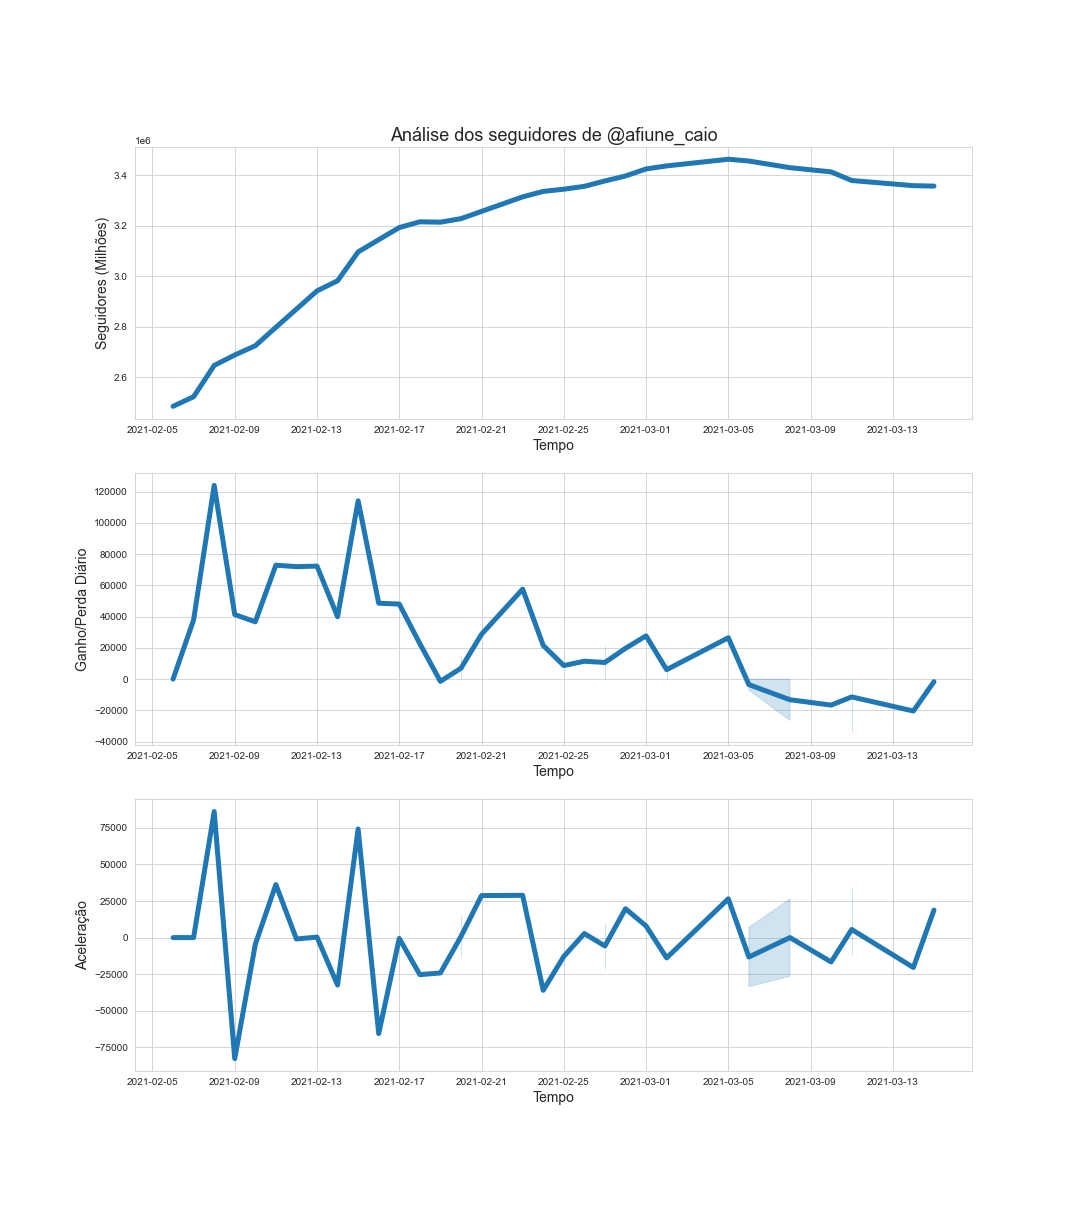 Análise dos seguidores de @afiune_caio
1e6
Seguidores (Milhões)
3.4
3.2
3.0
2.8
2.6
2021-02-05 2021-02-09 2021-02-13 2021-02-17 2021-02-21 2021-02-25 2021-03-01 2021-03-05 2021-03-09 2021-03-13
Tempo
Ganho/Perda Diário
120000
100000
80000
60000
40000
20000
0
−20000
−40000
2021-02-05 2021-02-09 2021-02-13 2021-02-17 2021-02-21 2021-02-25 2021-03-01 2021-03-05 2021-03-09 2021-03-13
Tempo
Aceleração
75000
50000
25000
0
−25000
−50000
−75000
2021-02-05 2021-02-09 2021-02-13 2021-02-17 2021-02-21 2021-02-25 2021-03-01 2021-03-05 2021-03-09 2021-03-13
Tempo